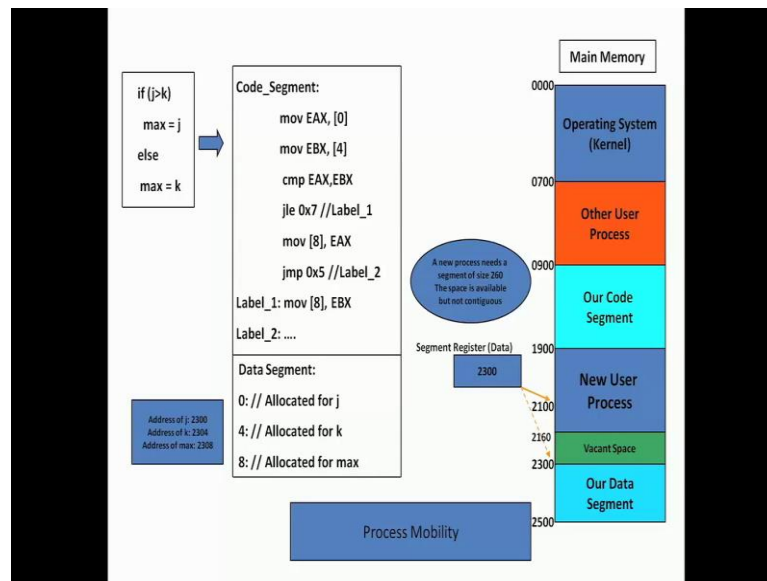 if (j>k)
max = j
else
max = k
Code_Segment:
mov EAX, [0]
mov EBX, [4]
cmp EAX,EBX
jle 0x7 //Label_1
mov [8], EAX
jmp 0x5 //Label_2
Label_1: mov [8], EBX
Label_2: ....
Data Segment:
0: // Allocated for j
4: // Allocated for k
8: // Allocated for max
Address of j: 2300
Address of k: 2304
Address of max: 2308
A new process needs a
segment of size 260
The space is available
but not contiguous
Segment Register (Data)
2300
Main Memory
0000
Operating System
(Kernel)
0700
Other User
Process
0900
Our Code
Segment
1900
New User
Process
2100
2160
Vacant Space
2300
Our Data
Segment
2500
Process Mobility